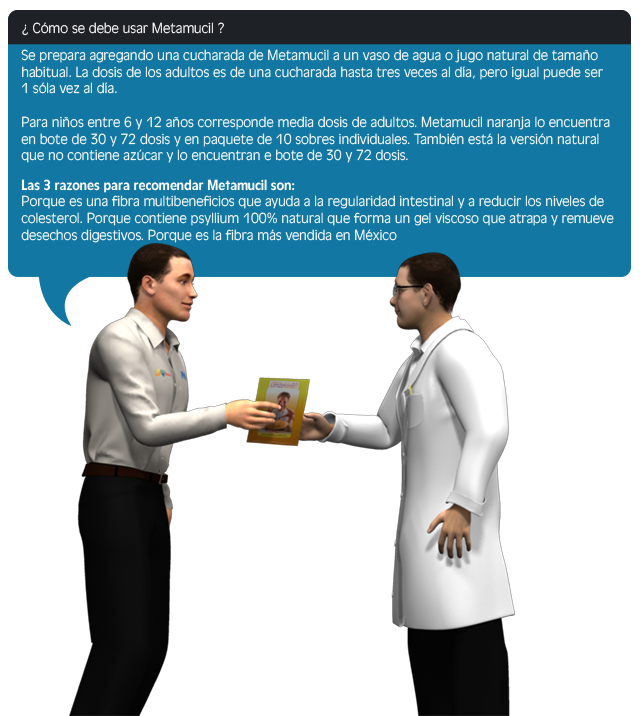 ¿ Cómo se debe usar Metamucil ?
Se prepara agregando una cucharada de Metamucil a un vaso de agua o jugo natural de tamaño
habitual. La dosis de los adultos es de una cucharada hasta tres veces al día, pero igual puede ser
1 sóla vez al día.
Para niños entre 6 y 12 años corresponde media dosis de adultos. Metamucil naranja lo encuentra
en bote de 30 y 72 dosis y en paquete de 10 sobres individuales. También está la versión natural
que no contiene azúcar y lo encuentran e bote de 30 y 72 dosis.
Las 3 razones para recomendar Metamucil son:
Porque es una fibra multibeneficios que ayuda a la regularidad intestinal y a reducir los niveles de
colesterol. Porque contiene psyllium 100% natural que forma un gel viscoso que atrapa y remueve
desechos digestivos. Porque es la fibra más vendida en México